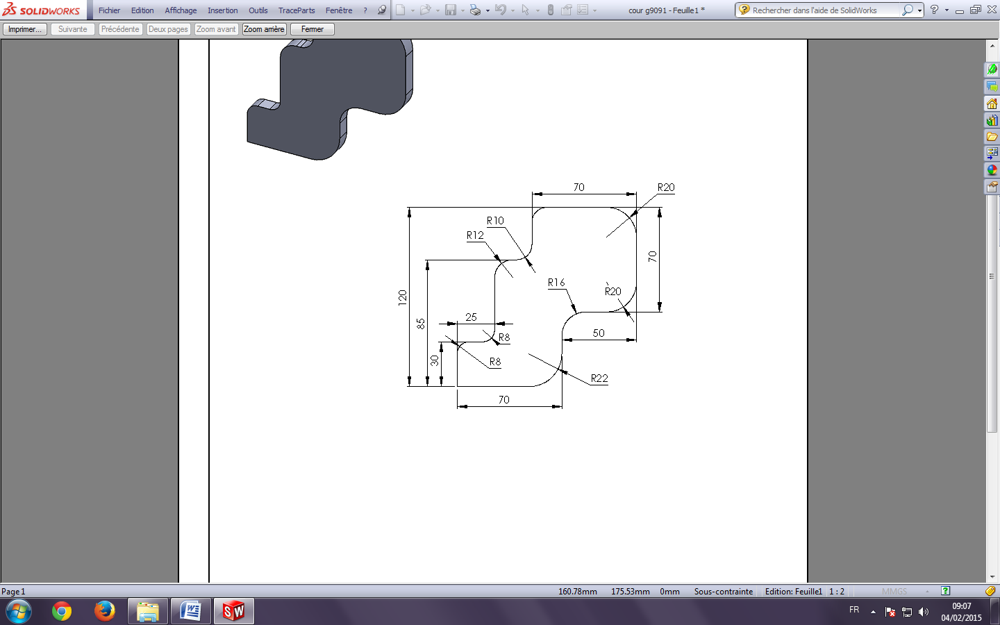 SOLIDWORKS Fichier Edition Affichage Insertion Outils TraceParts Fenêtre ? cour g9091 - Feuille1 * Rechercher dans l'aide de SolidWorks ?
Imprimer... Suivante Précédente Deux pages Zoom avant Zoom arrière Fermer
70
R20
R10
R12
70
R16
R20
120
25
85
50
R8
30
R8
R22
70
Page 1 160.78mm 175.53mm 0mm Sous-contrainte Edition: Feuille1 1 : 2 MMGS ?
FR 09:07
04/02/2015